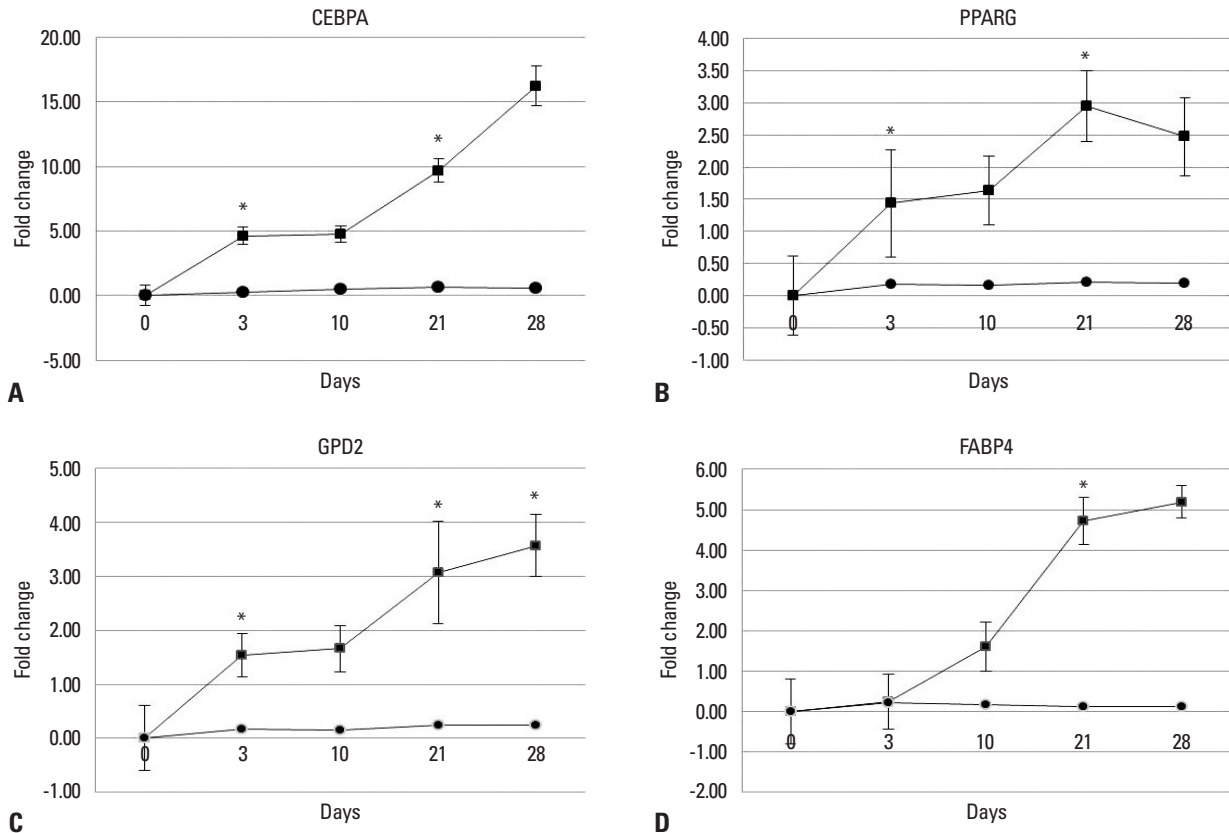 CEBPA
20.00
15.00
10.00
5.00
0.00
-5.00
Fold change
*
*
0 3 10 21 28
Days
A
PPARG
4.00
3.50
3.00
2.50
2.00
1.50
1.00
0.50
0.00
-0.50
-1.00
Fold change
*
*
0 3 10 21 28
Days
B
GPD2
5.00
4.00
3.00
2.00
1.00
0.00
-1.00
Fold change
*
*
*
0 3 10 21 28
Days
C
FABP4
6.00
5.00
4.00
3.00
2.00
1.00
0.00
-1.00
-2.00
Fold change
*
0 3 10 21 28
Days
D